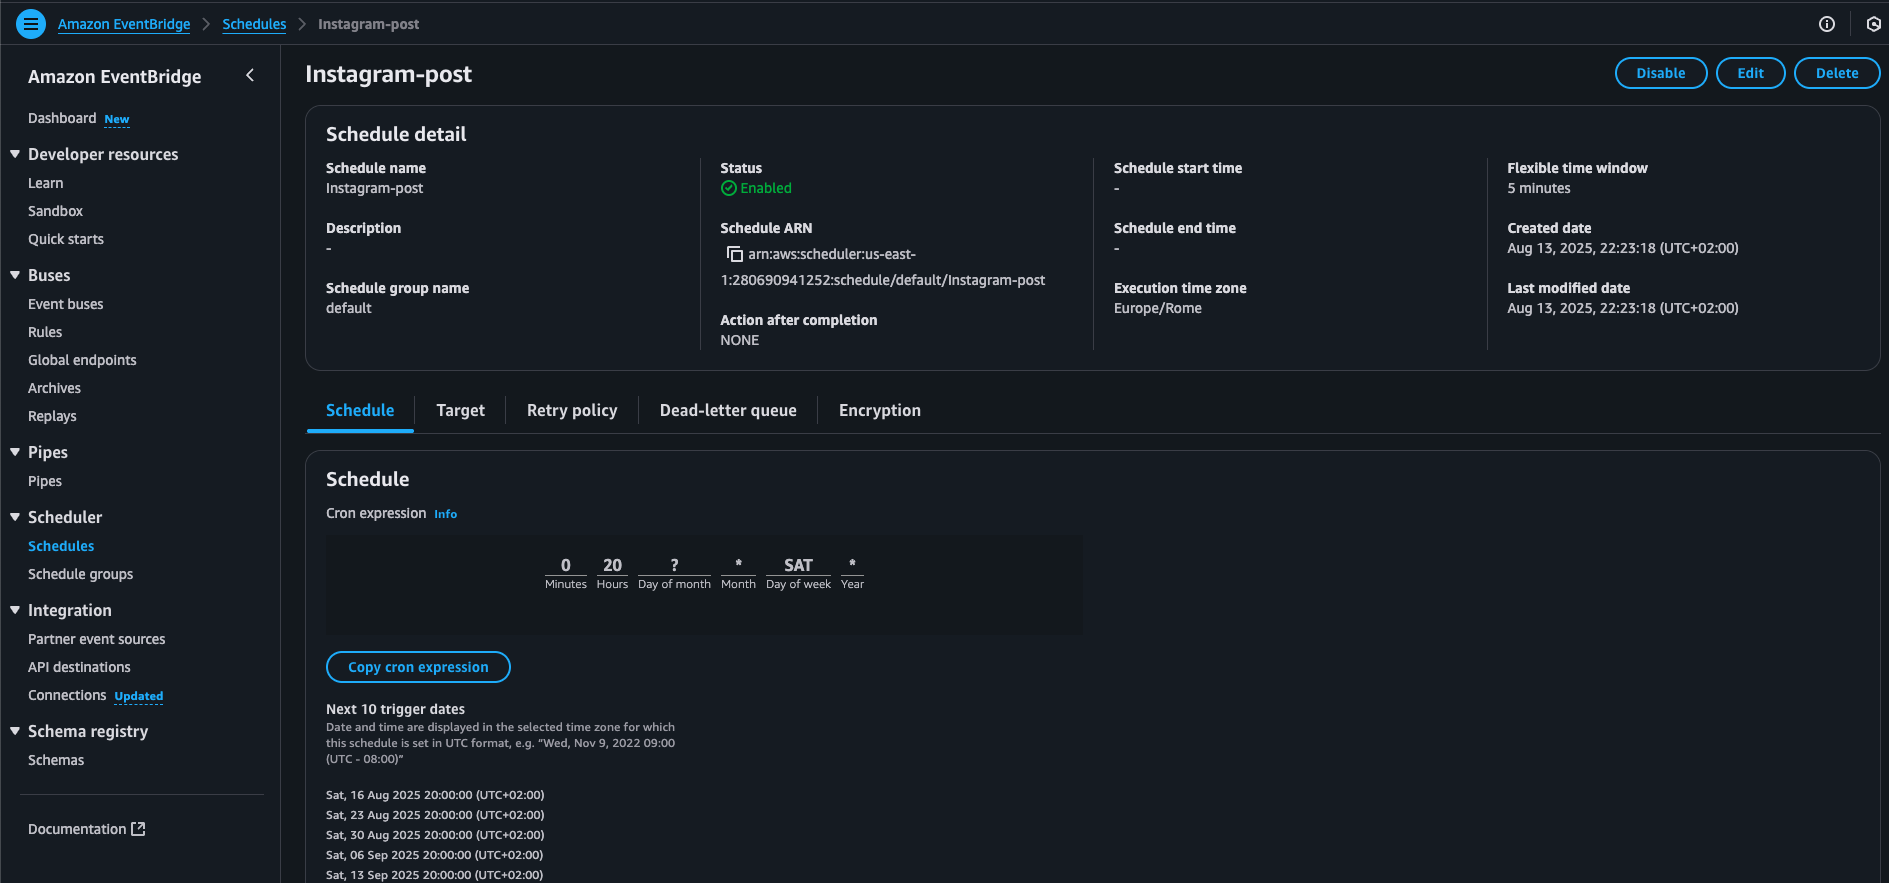 Amazon EventBridge > Schedules > Instagram-post
Amazon EventBridge
Dashboard New
Developer resources
Learn
Sandbox
Quick starts
Buses
Event buses
Rules
Global endpoints
Archives
Replays
Pipes
Pipes
Scheduler
Schedules
Schedule groups
Integration
Partner event sources
API destinations
Connections Updated
Schema registry
Schemas
Documentation
Instagram-post
Disable
Edit
Delete
Schedule detail
Schedule name
Instagram-post
Description
-
Schedule group name
default
Status
Enabled
Schedule ARN
arn:aws:scheduler:us-east-
1:280690941252:schedule/default/Instagram-post
Action after completion
NONE
Schedule start time
-
Schedule end time
-
Execution time zone
Europe/Rome
Flexible time window
5 minutes
Created date
Aug 13, 2025, 22:23:18 (UTC+02:00)
Last modified date
Aug 13, 2025, 22:23:18 (UTC+02:00)
Schedule
Target
Retry policy
Dead-letter queue
Encryption
Schedule
Cron expression Info
0 20 ? * SAT *
Minutes Hours Day of month Month Day of week Year
Copy cron expression
Next 10 trigger dates
Date and time are displayed in the selected time zone for which
this schedule is set in UTC format, e.g. “Wed, Nov 9, 2022 09:00
(UTC - 08:00)”
Sat, 16 Aug 2025 20:00:00 (UTC+02:00)
Sat, 23 Aug 2025 20:00:00 (UTC+02:00)
Sat, 30 Aug 2025 20:00:00 (UTC+02:00)
Sat, 06 Sep 2025 20:00:00 (UTC+02:00)
Sat, 13 Sep 2025 20:00:00 (UTC+02:00)